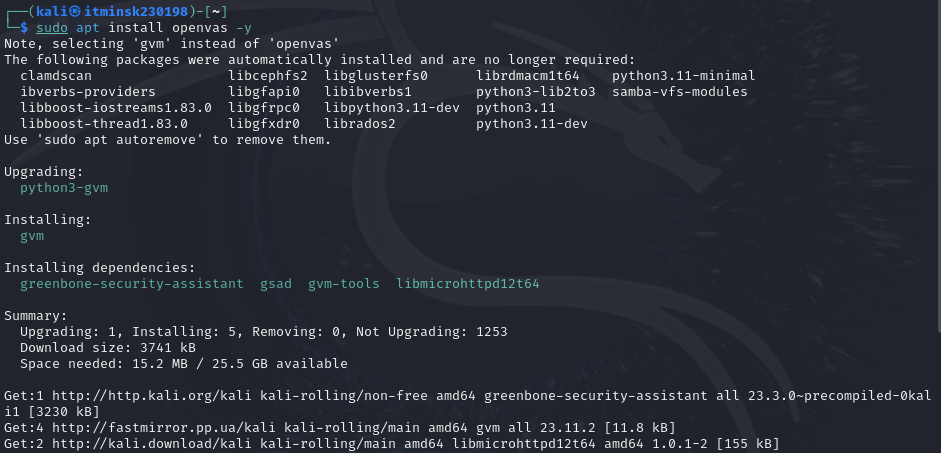 ┌──(kali㉿itminsk230198)-[~]
└─$ sudo apt install openvas -y
Note, selecting 'gvm' instead of 'openvas'
The following packages were automatically installed and are no longer required:
  clamdscan                 libcephfs2  libglusterfs0      librdmacm1t64    python3.11-minimal
  ibverbs-providers         libgfapi0   libibverbs1        python3-lib2to3  samba-vfs-modules
  libboost-iostreams1.83.0  libgfrpc0   libpython3.11-dev  python3.11
  libboost-thread1.83.0     libgfxdr0   librados2          python3.11-dev
Use 'sudo apt autoremove' to remove them.

Upgrading:
  python3-gvm

Installing:
  gvm

Installing dependencies:
  greenbone-security-assistant  gsad  gvm-tools  libmicrohttpd12t64

Summary:
  Upgrading: 1, Installing: 5, Removing: 0, Not Upgrading: 1253
  Download size: 3741 kB
  Space needed: 15.2 MB / 25.5 GB available

Get:1 http://http.kali.org/kali kali-rolling/non-free amd64 greenbone-security-assistant all 23.3.0~precompiled-0kal
i1 [3230 kB]
Get:4 http://fastmirror.pp.ua/kali kali-rolling/main amd64 gvm all 23.11.2 [11.8 kB]
Get:2 http://kali.download/kali kali-rolling/main amd64 libmicrohttpd12t64 amd64 1.0.1-2 [155 kB]